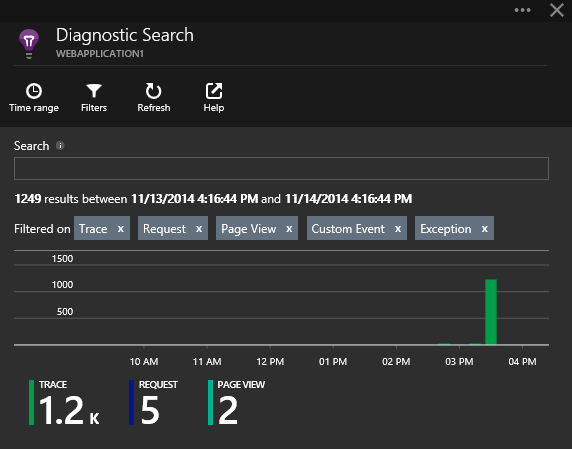 Diagnostic Search
WEBAPPLICATION1
Time range Filters Refresh Help
Search
1249 results between 11/13/2014 4:16:44 PM and 11/14/2014 4:16:44 PM
Filtered on Trace x Request x Page View x Custom Event x Exception x
1500
1000
500
10 AM 11 AM 12 PM 01 PM 02 PM 03 PM 04 PM
TRACE REQUEST PAGE VIEW
1.2 K 5 2